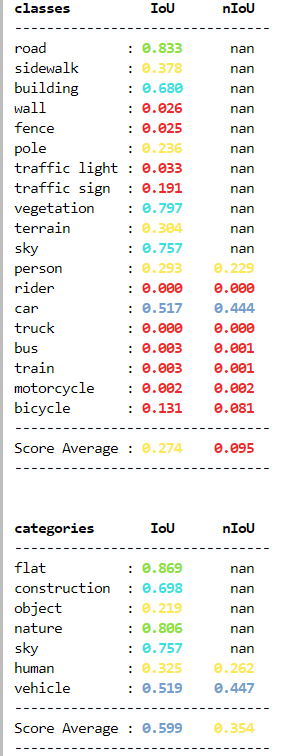 classes IoU nIoU
--------------------------------
road : 0.833 nan
sidewalk : 0.378 nan
building : 0.680 nan
wall : 0.026 nan
fence : 0.025 nan
pole : 0.236 nan
traffic light : 0.033 nan
traffic sign : 0.191 nan
vegetation : 0.797 nan
terrain : 0.304 nan
sky : 0.757 nan
person : 0.293 0.229
rider : 0.000 0.000
car : 0.517 0.444
truck : 0.000 0.000
bus : 0.003 0.001
train : 0.003 0.001
motorcycle : 0.002 0.002
bicycle : 0.131 0.081
--------------------------------
Score Average : 0.274 0.095
--------------------------------
categories IoU nIoU
--------------------------------
flat : 0.869 nan
construction : 0.698 nan
object : 0.219 nan
nature : 0.806 nan
sky : 0.757 nan
human : 0.325 0.262
vehicle : 0.519 0.447
--------------------------------
Score Average : 0.599 0.354
--------------------------------